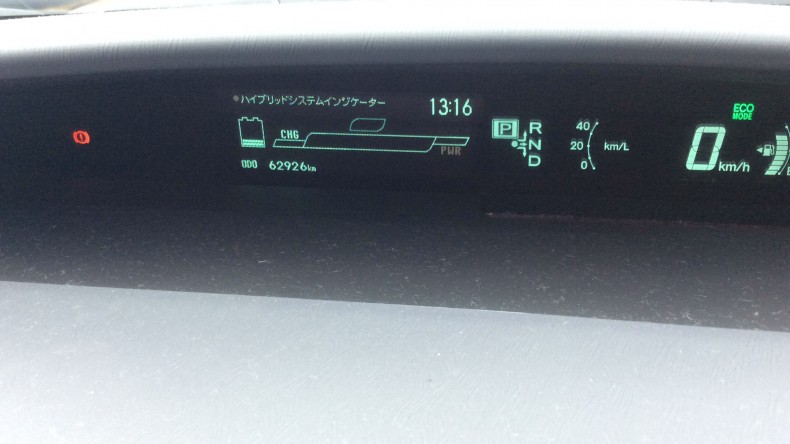 ハイブリッドシステムインジケーター
13:16
CHG
PWR
ODO 62926km
P
R
N
D
40
20
0
km/L
ECO
MODE
0 km/h